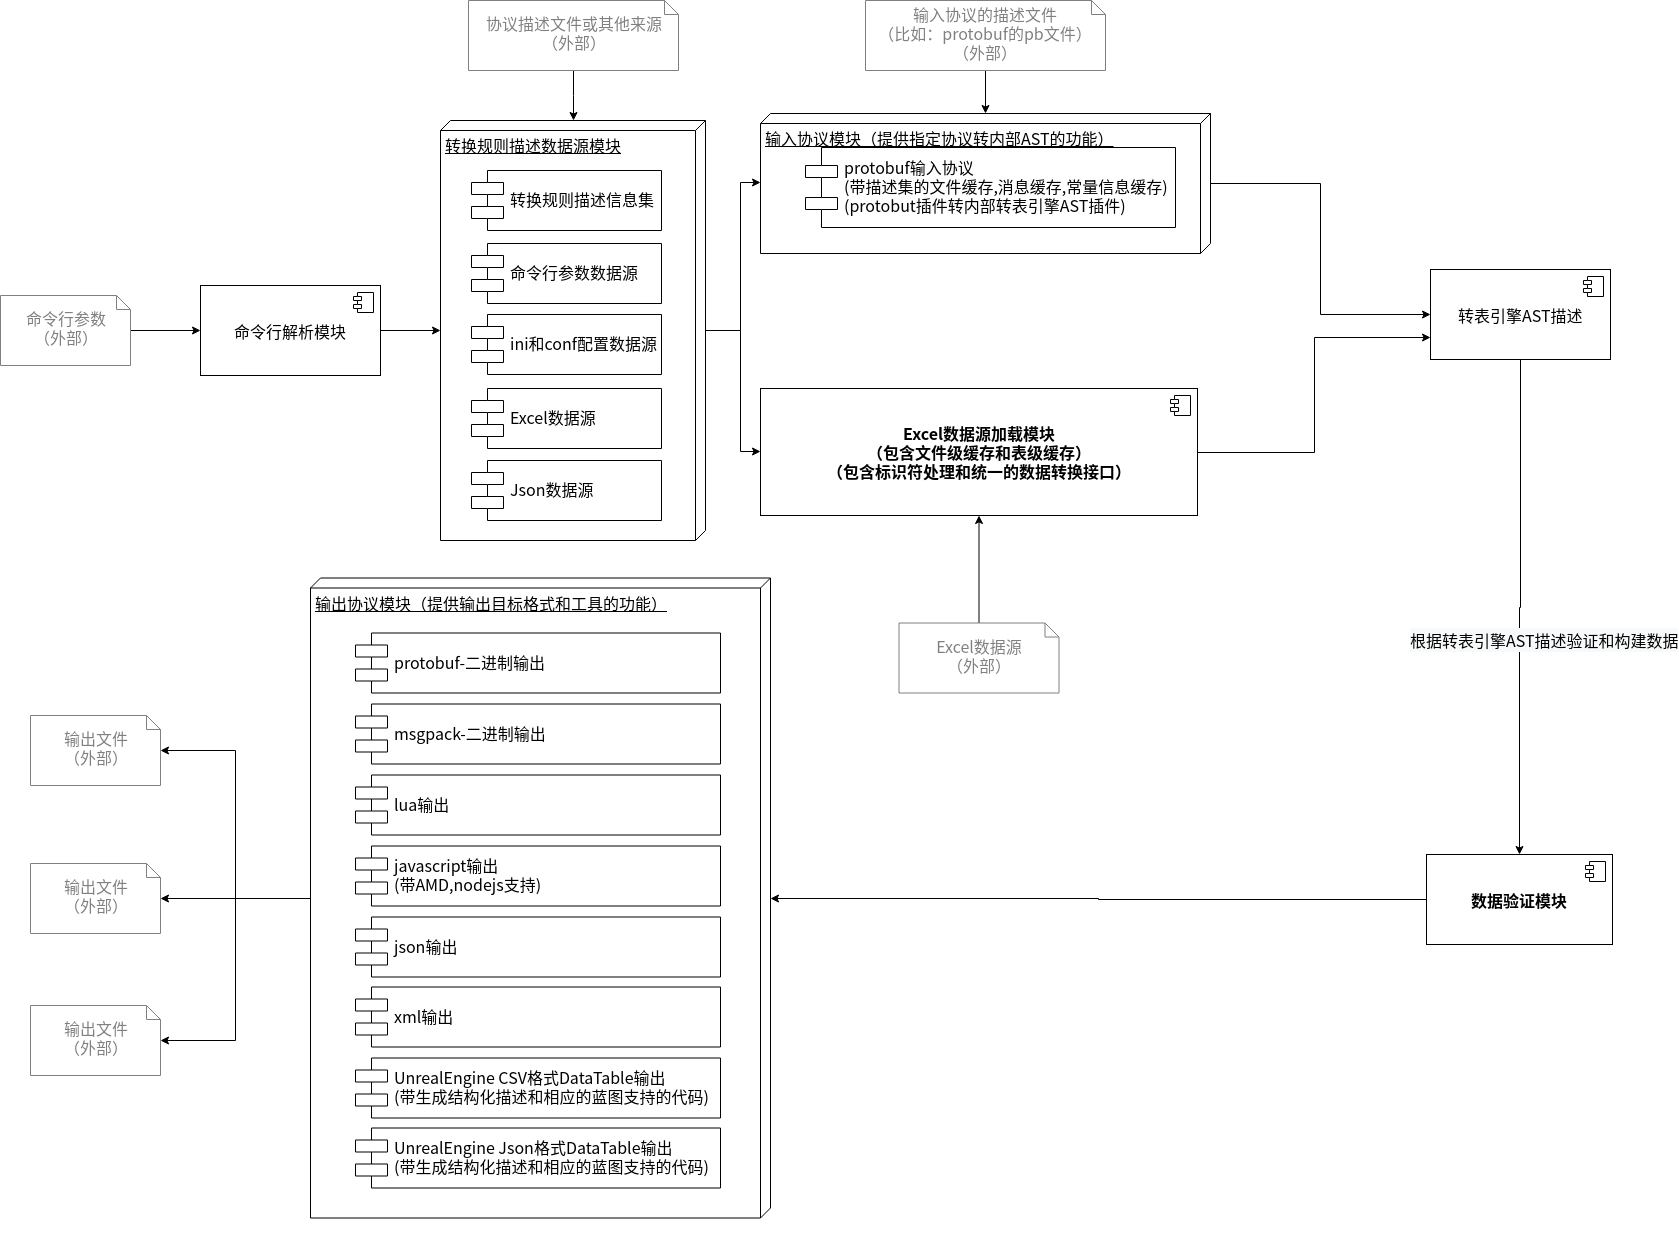 协议描述文件或其他来源
（外部）
输入协议的描述文件
（比如：protobuf的pb文件）
（外部）
转换规则描述数据源模块
转换规则描述信息集
命令行参数数据源
ini和conf配置数据源
Excel数据源
Json数据源
输入协议模块（提供指定协议转内部AST的功能）
protobuf输入协议
(带描述集的文件缓存,消息缓存,常量信息缓存)
(protobut插件转内部转表引擎AST插件)
命令行参数
（外部）
命令行解析模块
转表引擎AST描述
Excel数据源加载模块
（包含文件级缓存和表级缓存）
（包含标识符处理和统一的数据转换接口）
Excel数据源
（外部）
根据转表引擎AST描述验证和构建数据
数据验证模块
输出协议模块（提供输出目标格式和工具的功能）
protobuf-二进制输出
msgpack-二进制输出
lua输出
javascript输出
(带AMD,nodejs支持)
json输出
xml输出
UnrealEngine CSV格式DataTable输出
(带生成结构化描述和相应的蓝图支持的代码)
UnrealEngine Json格式DataTable输出
(带生成结构化描述和相应的蓝图支持的代码)
输出文件
（外部）
输出文件
（外部）
输出文件
（外部）